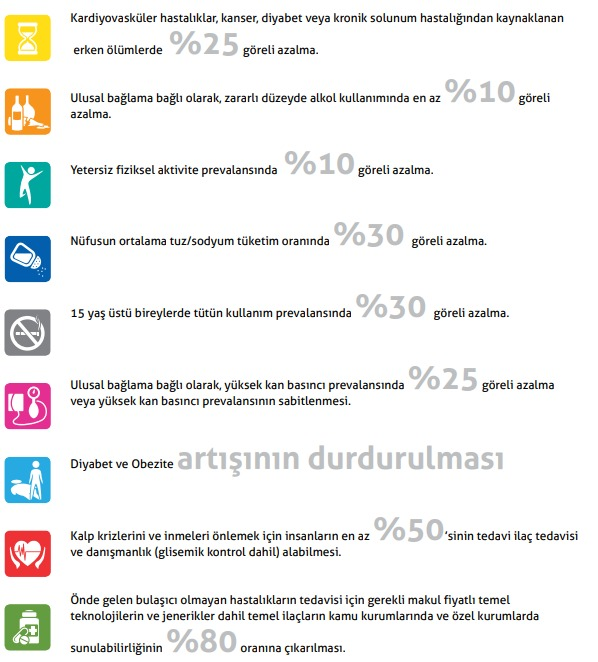 Kardiyovasküler hastalıklar, kanser, diyabet veya kronik solunum hastalığından kaynaklanan
erken ölümlerde %25 göreli azalma.
Ulusal bağlama bağlı olarak, zararlı düzeyde alkol kullanımında en az %10 göreli
azalma.
Yetersiz fiziksel aktivite prevalansında %10 göreli azalma.
Nüfusun ortalama tuz/sodyum tüketim oranında %30 göreli azalma.
15 yaş üstü bireylerde tütün kullanım prevalansında %30 göreli azalma.
Ulusal bağlama bağlı olarak, yüksek kan basıncı prevalansında %25 göreli azalma
veya yüksek kan basıncı prevalansının sabitlenmesi.
Diyabet ve Obezite artışının durdurulması
Kalp krizlerini ve inmeleri önlemek için insanların en az %50'sinin tedavi ilaç tedavisi
ve danışmanlık (glisemik kontrol dahil) alabilmesi.
Önde gelen bulaşıcı olmayan hastalıkların tedavisi için gerekli makul fiyatlı temel
teknolojilerin ve jenerikler dahil temel ilaçların kamu kurumlarında ve özel kurumlarda
sunulabilirliğinin %80 oranına çıkarılması.